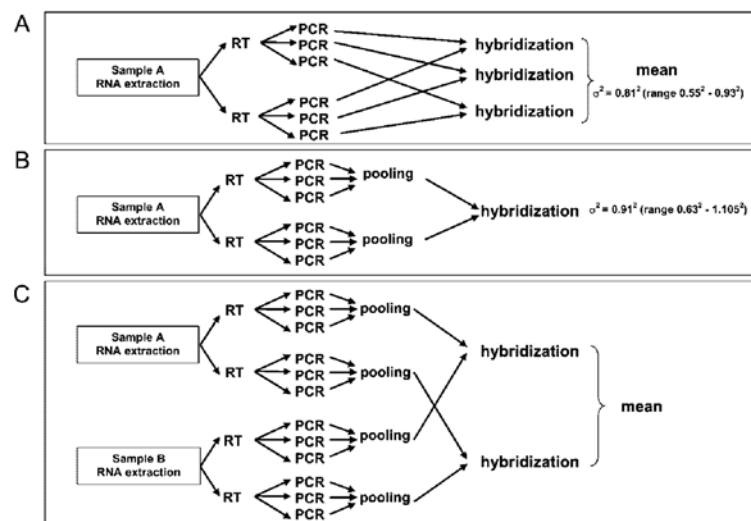 A
Sample A
RNA extraction
RT
PCR
PCR
PCR
RT
PCR
PCR
PCR
hybridization
hybridization
hybridization
mean
σ² = 0.81² (range 0.55² - 0.93²)
B
Sample A
RNA extraction
RT
PCR
PCR
PCR
pooling
RT
PCR
PCR
PCR
pooling
hybridization
σ² = 0.91² (range 0.63² - 1.105²)
C
Sample A
RNA extraction
RT
PCR
PCR
PCR
pooling
RT
PCR
PCR
PCR
pooling
Sample B
RNA extraction
RT
PCR
PCR
PCR
pooling
RT
PCR
PCR
PCR
pooling
hybridization
hybridization
mean